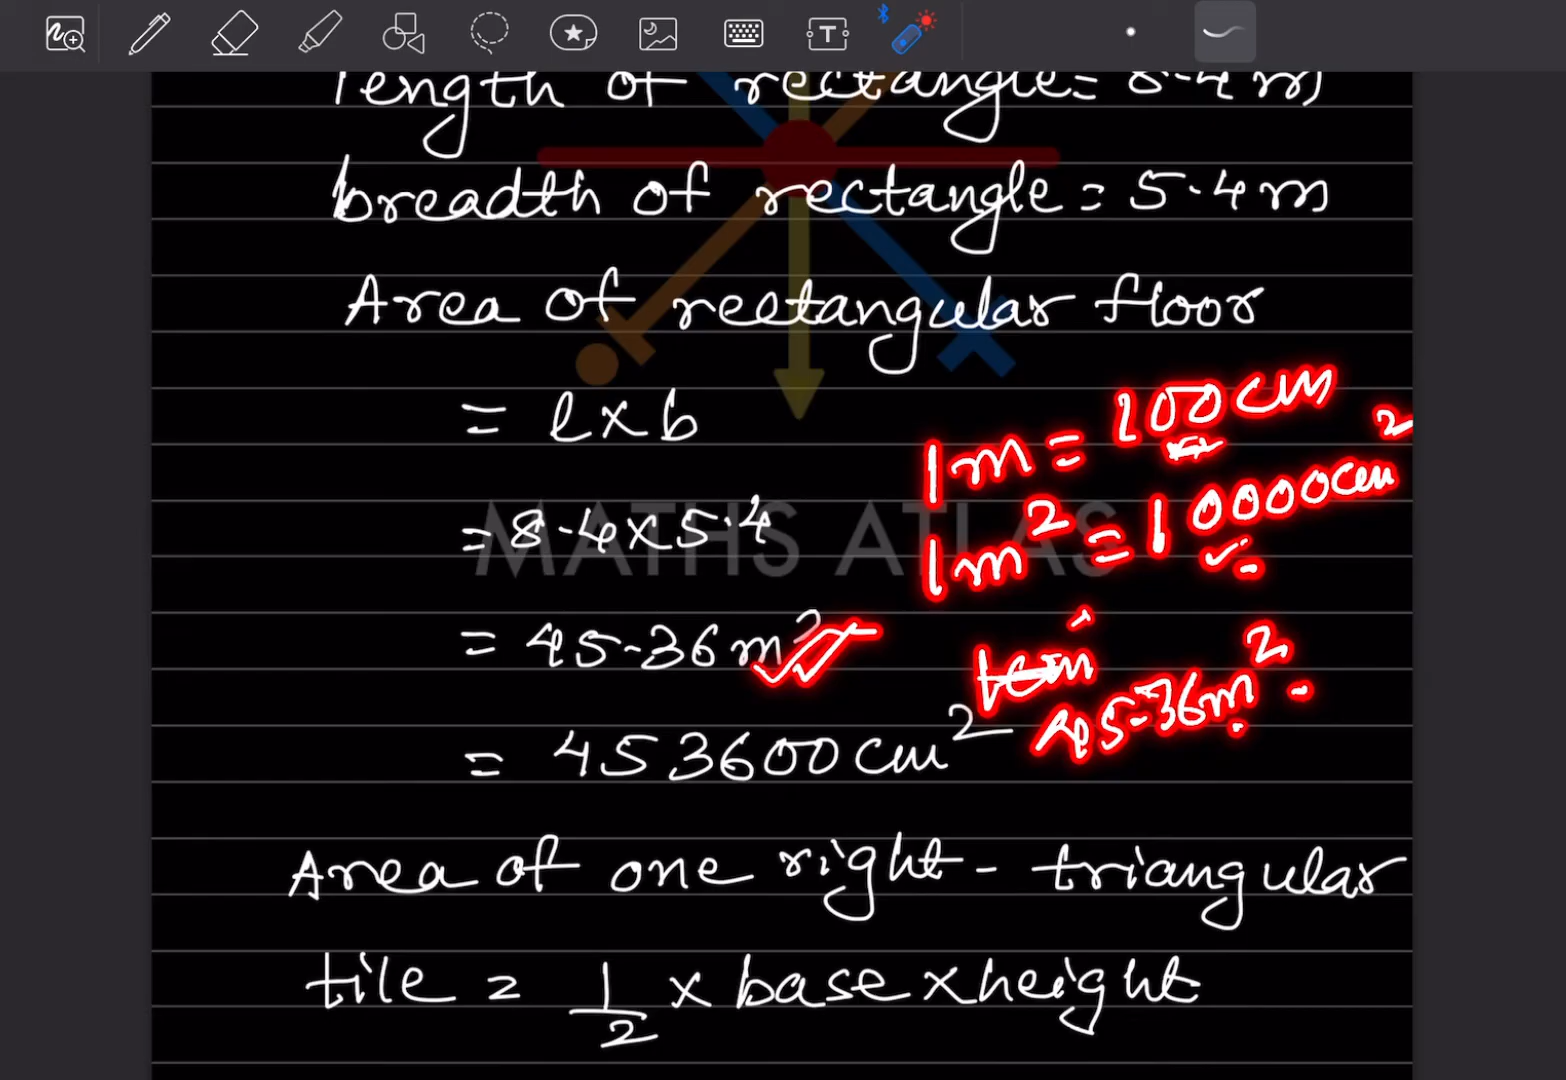 length of rectangle = 8.4 m
breadth of rectangle = 5.4 m
Area of rectangular floor
= l × b
1m = 100 cm
= 8.4 × 5.4
1m² = 10000 cm²
MATHS ATLAS
= 45.36 m²
45.36 m²
= 453600 cm²
Area of one right - triangular
tile = 1/2 × base × height